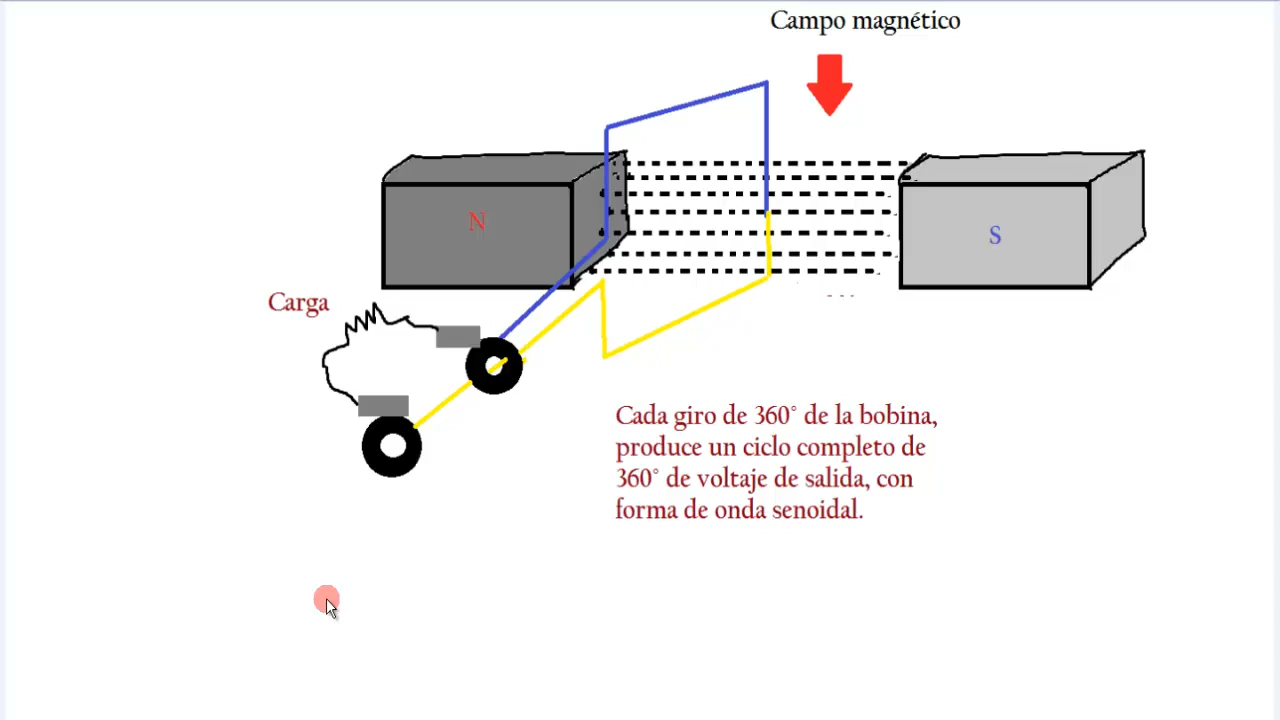 Campo magnético
N
S
Carga
Cada giro de 360° de la bobina,
produce un ciclo completo de
360° de voltaje de salida, con
forma de onda senoidal.